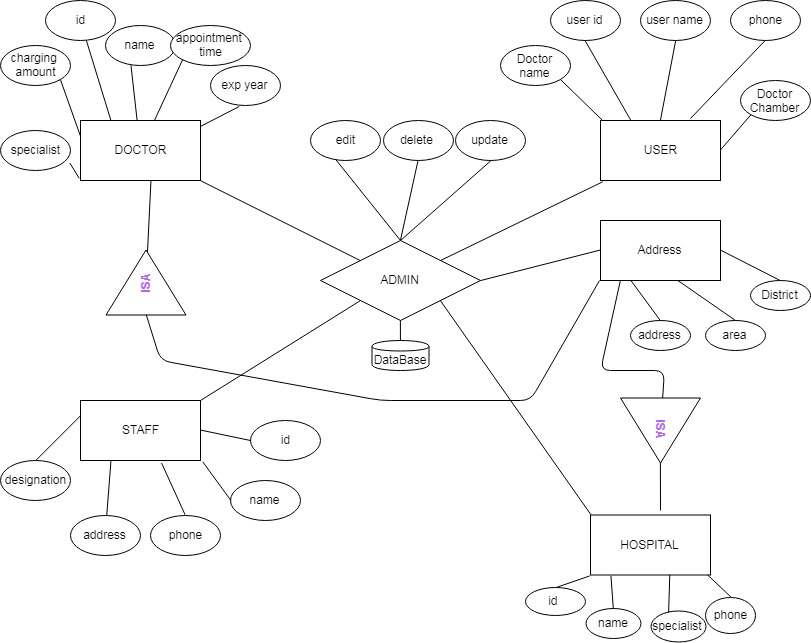 id
user id
user name
phone
name
appointment
time
charging
amount
Doctor
name
exp year
Doctor
Chamber
specialist
DOCTOR
edit
delete
update
USER
ISA
ADMIN
Address
District
address
area
DataBase
STAFF
id
ISA
designation
name
address
phone
HOSPITAL
id
name
specialist
phone